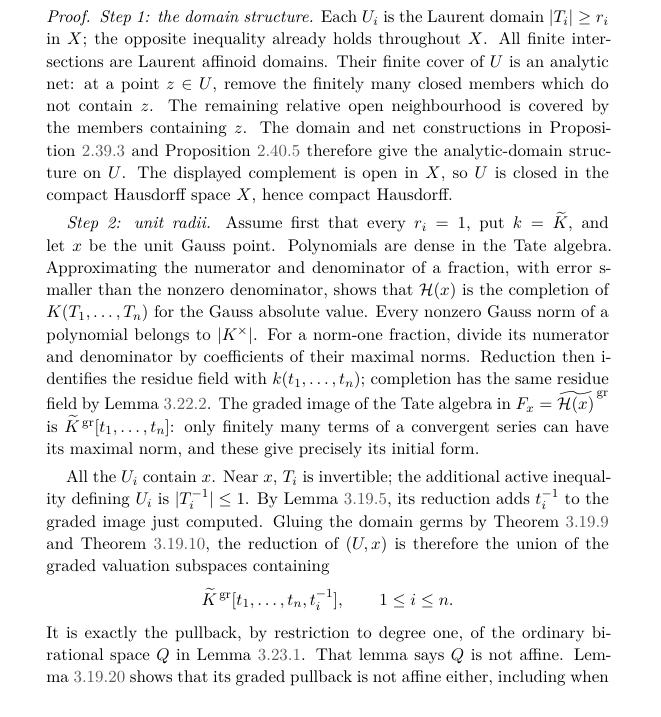 Proof. Step 1: the domain structure. Each U_i is the Laurent domain |T_i| ≥ r_i
in X; the opposite inequality already holds throughout X. All finite inter-
sections are Laurent affinoid domains. Their finite cover of U is an analytic
net: at a point z ∈ U, remove the finitely many closed members which do
not contain z. The remaining relative open neighbourhood is covered by
the members containing z. The domain and net constructions in Proposi-
tion 2.39.3 and Proposition 2.40.5 therefore give the analytic-domain struc-
ture on U. The displayed complement is open in X, so U is closed in the
compact Hausdorff space X, hence compact Hausdorff.
Step 2: unit radii. Assume first that every r_i = 1, put k = K̃, and
let x be the unit Gauss point. Polynomials are dense in the Tate algebra.
Approximating the numerator and denominator of a fraction, with error s-
maller than the nonzero denominator, shows that ℋ(x) is the completion of
K(T_1, . . . , T_n) for the Gauss absolute value. Every nonzero Gauss norm of a
polynomial belongs to |K^×|. For a norm-one fraction, divide its numerator
and denominator by coefficients of their maximal norms. Reduction then i-
dentifies the residue field with k(t_1, . . . , t_n); completion has the same residue
field by Lemma 3.22.2. The graded image of the Tate algebra in F_x = \widetilde{ℋ(x)}^{gr}
is K̃^{gr}[t_1, . . . , t_n]: only finitely many terms of a convergent series can have
its maximal norm, and these give precisely its initial form.
All the U_i contain x. Near x, T_i is invertible; the additional active inequal-
ity defining U_i is |T_i^{-1}| ≤ 1. By Lemma 3.19.5, its reduction adds t_i^{-1} to the
graded image just computed. Gluing the domain germs by Theorem 3.19.9
and Theorem 3.19.10, the reduction of (U, x) is therefore the union of the
graded valuation subspaces containing
K̃^{gr}[t_1, . . . , t_n, t_i^{-1}], 1 ≤ i ≤ n.
It is exactly the pullback, by restriction to degree one, of the ordinary bi-
rational space Q in Lemma 3.23.1. That lemma says Q is not affine. Lem-
ma 3.19.20 shows that its graded pullback is not affine either, including when